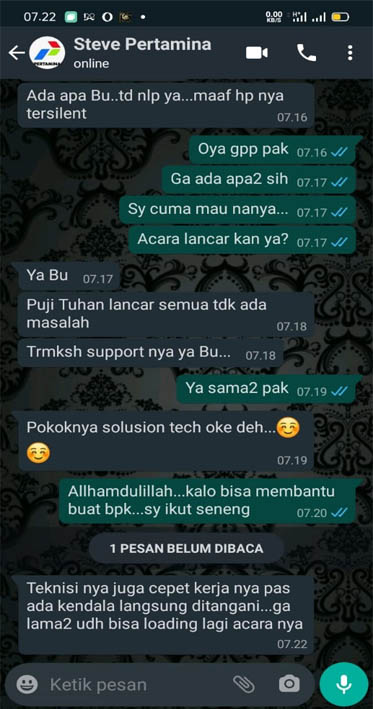 07.22
0.00
KB/S
Steve Pertamina
online
PERTAMINA
Ada apa Bu..td nlp ya...maaf hp nya
tersilent
07.16
Oya gpp pak 07.16
Ga ada apa2 sih 07.17
Sy cuma mau nanya... 07.17
Acara lancar kan ya? 07.17
Ya Bu 07.17
Puji Tuhan lancar semua tdk ada
masalah
07.18
Trmksh support nya ya Bu... 07.18
Ya sama2 pak 07.19
Pokoknya solusion tech oke deh...☺️
☺️
07.19
Allhamdulillah...kalo bisa membantu
buat bpk...sy ikut seneng 07.20
1 PESAN BELUM DIBACA
Teknisi nya juga cepet kerja nya pas
ada kendala langsung ditangani...ga
lama2 udh bisa loading lagi acara nya
07.22
Ketik pesan